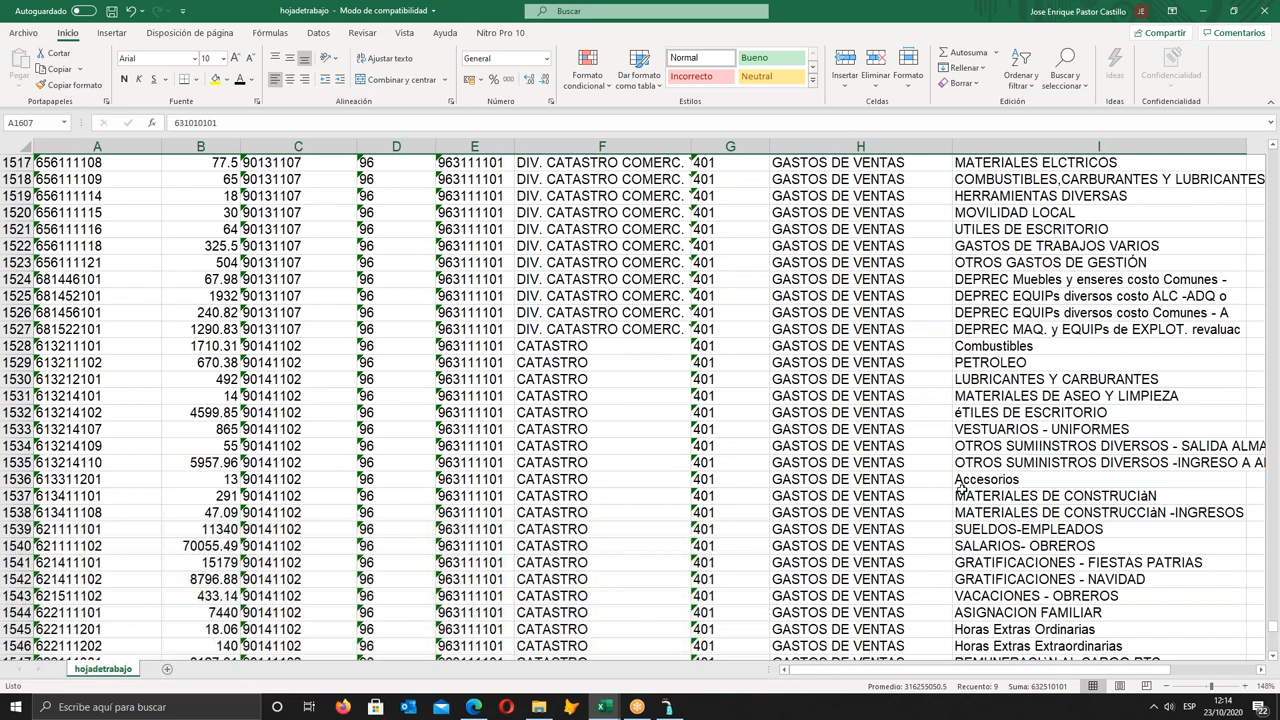 Autoguardado
hojadetrabajo - Modo de compatibilidad
Buscar
Jose Enrique Pastor Castillo
JE
Archivo Inicio Insertar Disposición de página Fórmulas Datos Revisar Vista Ayuda Nitro Pro 10
Compartir Comentarios
Pegar
Cortar
Copiar
Copiar formato
Portapapeles
Arial 10
N K S
Fuente
Ajustar texto
Combinar y centrar
Alineación
General
% 000
Número
Formato condicional
Dar formato como tabla
Normal Bueno
Incorrecto Neutral
Estilos
Insertar Eliminar Formato
Celdas
Autosuma
Rellenar
Borrar
Ordenar y filtrar
Buscar y seleccionar
Edición
Ideas
Ideas
Confidencialidad
Confidencialidad
A1607 fx 631010101
A B C D E F G H I
1517 656111108 77.5 90131107 96 963111101 DIV. CATASTRO COMERC. 401 GASTOS DE VENTAS MATERIALES ELCTRICOS
1518 656111109 65 90131107 96 963111101 DIV. CATASTRO COMERC. 401 GASTOS DE VENTAS COMBUSTIBLES,CARBURANTES Y LUBRICANTES
1519 656111114 18 90131107 96 963111101 DIV. CATASTRO COMERC. 401 GASTOS DE VENTAS HERRAMIENTAS DIVERSAS
1520 656111115 30 90131107 96 963111101 DIV. CATASTRO COMERC. 401 GASTOS DE VENTAS MOVILIDAD LOCAL
1521 656111116 64 90131107 96 963111101 DIV. CATASTRO COMERC. 401 GASTOS DE VENTAS UTILES DE ESCRITORIO
1522 656111118 325.5 90131107 96 963111101 DIV. CATASTRO COMERC. 401 GASTOS DE VENTAS GASTOS DE TRABAJOS VARIOS
1523 656111121 504 90131107 96 963111101 DIV. CATASTRO COMERC. 401 GASTOS DE VENTAS OTROS GASTOS DE GESTIÓN
1524 681446101 67.98 90131107 96 963111101 DIV. CATASTRO COMERC. 401 GASTOS DE VENTAS DEPREC Muebles y enseres costo Comunes -
1525 681452101 1932 90131107 96 963111101 DIV. CATASTRO COMERC. 401 GASTOS DE VENTAS DEPREC EQUIPs diversos costo ALC -ADQ o
1526 681456101 240.82 90131107 96 963111101 DIV. CATASTRO COMERC. 401 GASTOS DE VENTAS DEPREC EQUIPs diversos costo Comunes - A
1527 681522101 1290.83 90131107 96 963111101 DIV. CATASTRO COMERC. 401 GASTOS DE VENTAS DEPREC MAQ. y EQUIPs de EXPLOT. revaluac
1528 613211101 1710.31 90141102 96 963111101 CATASTRO 401 GASTOS DE VENTAS Combustibles
1529 613211102 670.38 90141102 96 963111101 CATASTRO 401 GASTOS DE VENTAS PETROLEO
1530 613212101 492 90141102 96 963111101 CATASTRO 401 GASTOS DE VENTAS LUBRICANTES Y CARBURANTES
1531 613214101 14 90141102 96 963111101 CATASTRO 401 GASTOS DE VENTAS MATERIALES DE ASEO Y LIMPIEZA
1532 613214102 4599.85 90141102 96 963111101 CATASTRO 401 GASTOS DE VENTAS éTILES DE ESCRITORIO
1533 613214107 865 90141102 96 963111101 CATASTRO 401 GASTOS DE VENTAS VESTUARIOS - UNIFORMES
1534 613214109 55 90141102 96 963111101 CATASTRO 401 GASTOS DE VENTAS OTROS SUMIINSTROS DIVERSOS - SALIDA ALMA
1535 613214110 5957.96 90141102 96 963111101 CATASTRO 401 GASTOS DE VENTAS OTROS SUMINISTROS DIVERSOS -INGRESO A Al
1536 613311201 13 90141102 96 963111101 CATASTRO 401 GASTOS DE VENTAS Accesorios
1537 613411101 291 90141102 96 963111101 CATASTRO 401 GASTOS DE VENTAS MATERIALES DE CONSTRUCIàN
1538 613411108 47.09 90141102 96 963111101 CATASTRO 401 GASTOS DE VENTAS MATERIALES DE CONSTRUCCIàN -INGRESOS
1539 621111101 11340 90141102 96 963111101 CATASTRO 401 GASTOS DE VENTAS SUELDOS-EMPLEADOS
1540 621111102 70055.49 90141102 96 963111101 CATASTRO 401 GASTOS DE VENTAS SALARIOS- OBREROS
1541 621411101 15179 90141102 96 963111101 CATASTRO 401 GASTOS DE VENTAS GRATIFICACIONES - FIESTAS PATRIAS
1542 621411102 8796.88 90141102 96 963111101 CATASTRO 401 GASTOS DE VENTAS GRATIFICACIONES - NAVIDAD
1543 621511102 433.14 90141102 96 963111101 CATASTRO 401 GASTOS DE VENTAS VACACIONES - OBREROS
1544 622111101 7440 90141102 96 963111101 CATASTRO 401 GASTOS DE VENTAS ASIGNACION FAMILIAR
1545 622111201 18.06 90141102 96 963111101 CATASTRO 401 GASTOS DE VENTAS Horas Extras Ordinarias
1546 622111202 140 90141102 96 963111101 CATASTRO 401 GASTOS DE VENTAS Horas Extras Extraordinarias
hojadetrabajo
Listo
Promedio: 316255050.5 Recuento: 9 Suma: 632510101
148%
Escribe aquí para buscar
ESP
12:14
23/10/2020
22